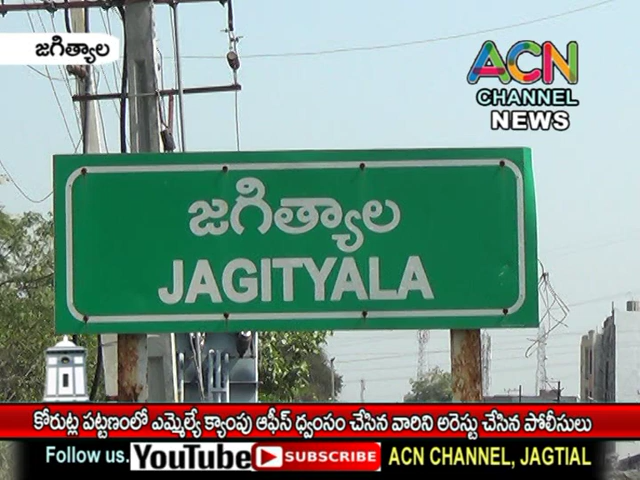 జగిత్యాల
ACN
CHANNEL
NEWS
జగిత్యాల
JAGITYALA
కోరుట్ల పట్టణంలో ఎమ్మెల్యే క్యాంపు ఆఫీస్ ధ్వంసం చేసిన వారిని అరెస్టు చేసిన పోలీసులు
Follow us. YouTube SUBSCRIBE ACN CHANNEL, JAGTIAL